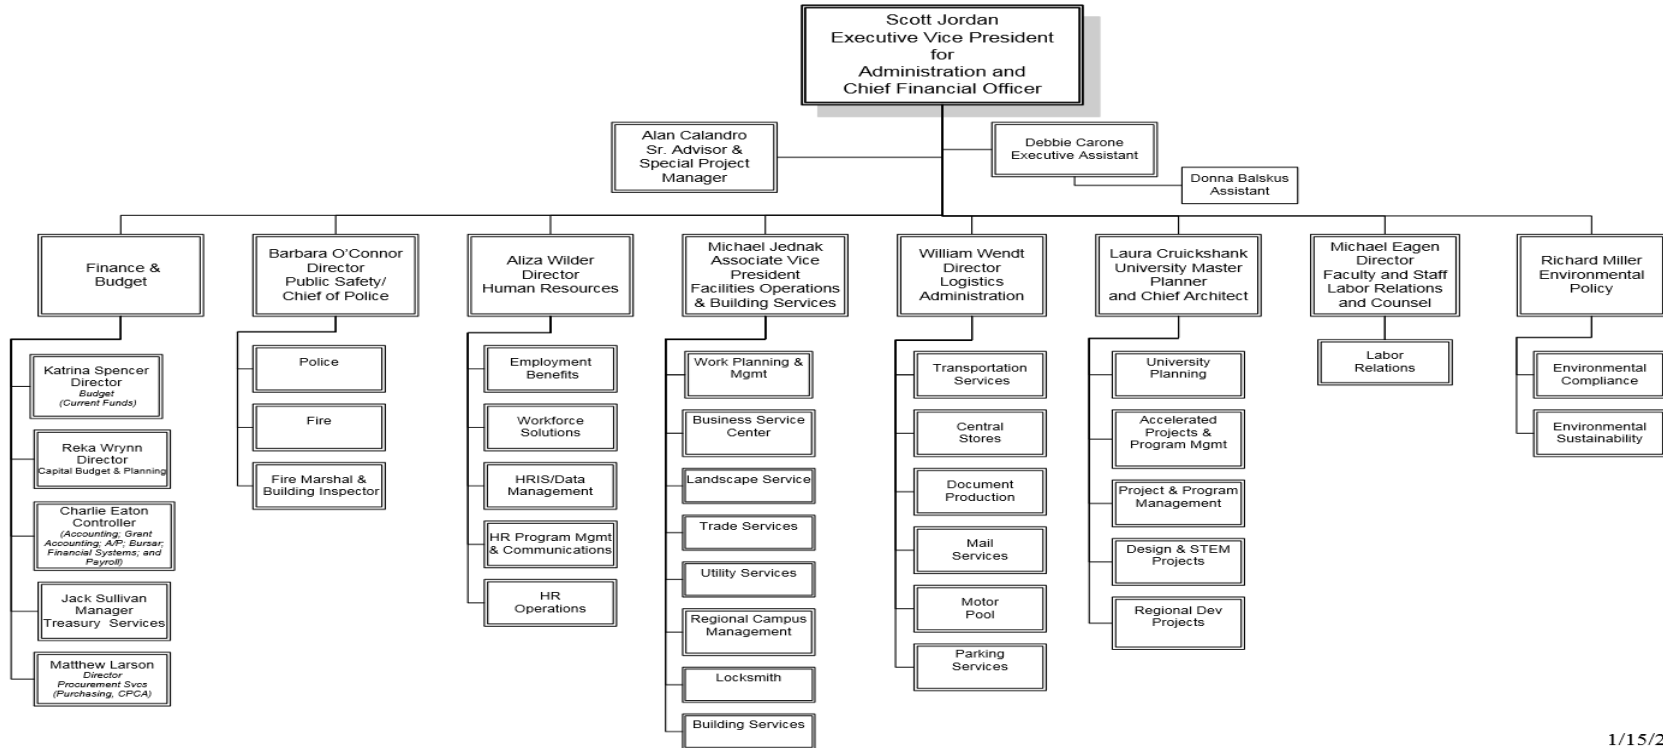 Scott Jordan
Executive Vice President
for
Administration and
Chief Financial Officer
Alan Calandro
Sr. Advisor &
Special Project
Manager
Debbie Carone
Executive Assistant
Donna Balskus
Assistant
Finance &
Budget
Barbara O'Connor
Director
Public Safety/
Chief of Police
Aliza Wilder
Director
Human Resources
Michael Jednak
Associate Vice
President
Facilities Operations
& Building Services
William Wendt
Director
Logistics
Administration
Laura Cruickshank
University Master
Planner
and Chief Architect
Michael Eagen
Director
Faculty and Staff
Labor Relations
and Counsel
Richard Miller
Environmental
Policy
Katrina Spencer
Director
Budget
(Current Funds)
Reka Wrynn
Director
Capital Budget & Planning
Charlie Eaton
Controller
(Accounting; Grant
Accounting; A/P; Bursar;
Financial Systems; and
Payroll)
Jack Sullivan
Manager
Treasury Services
Matthew Larson
Director
Procurement Svcs
(Purchasing, CPCA)
Police
Fire
Fire Marshal &
Building Inspector
Employment
Benefits
Workforce
Solutions
HRIS/Data
Management
HR Program Mgmt
& Communications
HR
Operations
Work Planning &
Mgmt
Business Service
Center
Landscape Service
Trade Services
Utility Services
Regional Campus
Management
Locksmith
Building Services
Transportation
Services
Central
Stores
Document
Production
Mail
Services
Motor
Pool
Parking
Services
University
Planning
Accelerated
Projects &
Program Mgmt
Project & Program
Management
Design & STEM
Projects
Regional Dev
Projects
Labor
Relations
Environmental
Compliance
Environmental
Sustainability
1/15/2